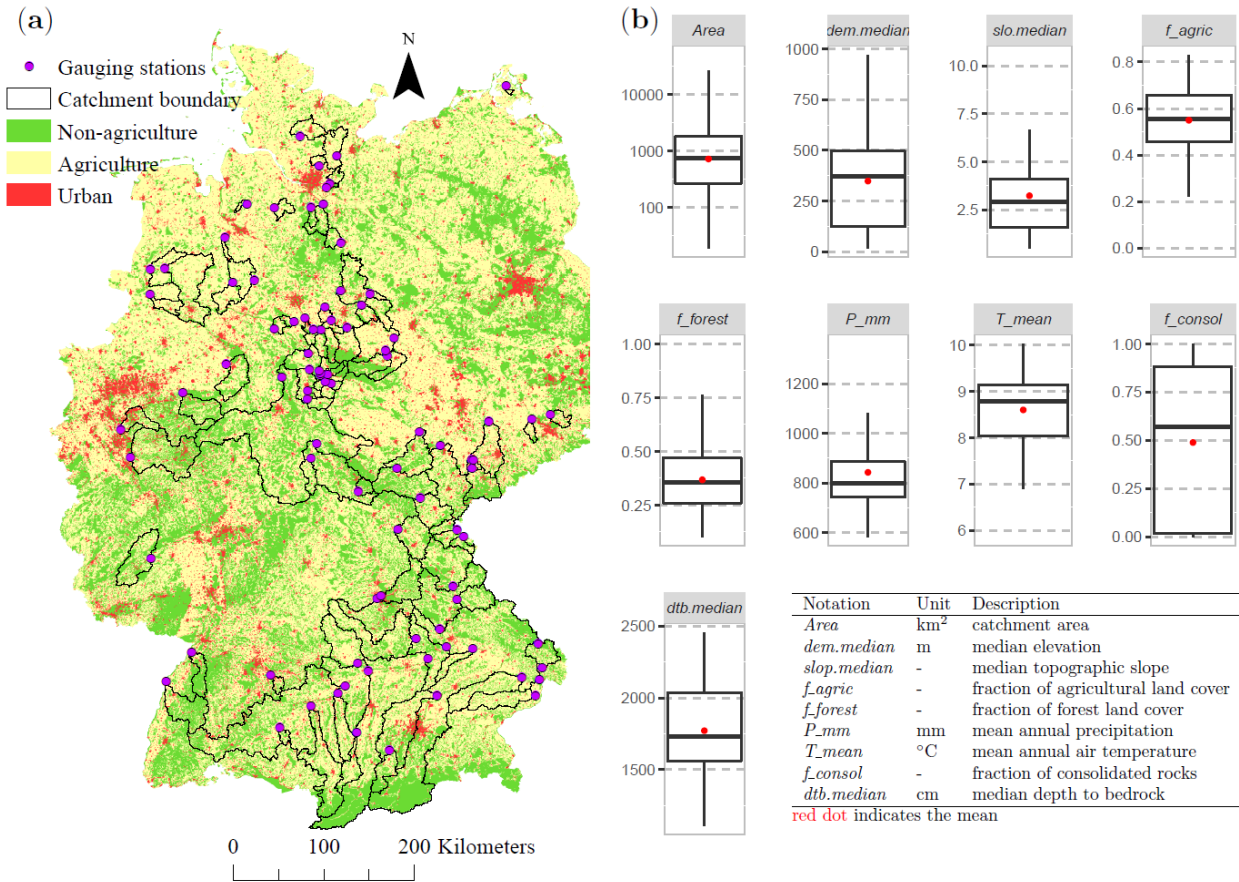 (a)
N
Gauging stations
Catchment boundary
Non-agriculture
Agriculture
Urban
0 100 200 Kilometers
(b)
Area
10000
1000
100
dem.median
1000
750
500
250
0
slo.median
10.0
7.5
5.0
2.5
f_agric
0.8
0.6
0.4
0.2
0.0
f_forest
1.00
0.75
0.50
0.25
P_mm
1200
1000
800
600
T_mean
10
9
8
7
6
f_consol
1.00
0.75
0.50
0.25
0.00
dtb.median
2500
2000
1500
Notation Unit Description
Area km² catchment area
dem.median m median elevation
slop.median - median topographic slope
f_agric - fraction of agricultural land cover
f_forest - fraction of forest land cover
P_mm mm mean annual precipitation
T_mean °C mean annual air temperature
f_consol - fraction of consolidated rocks
dtb.median cm median depth to bedrock
red dot indicates the mean